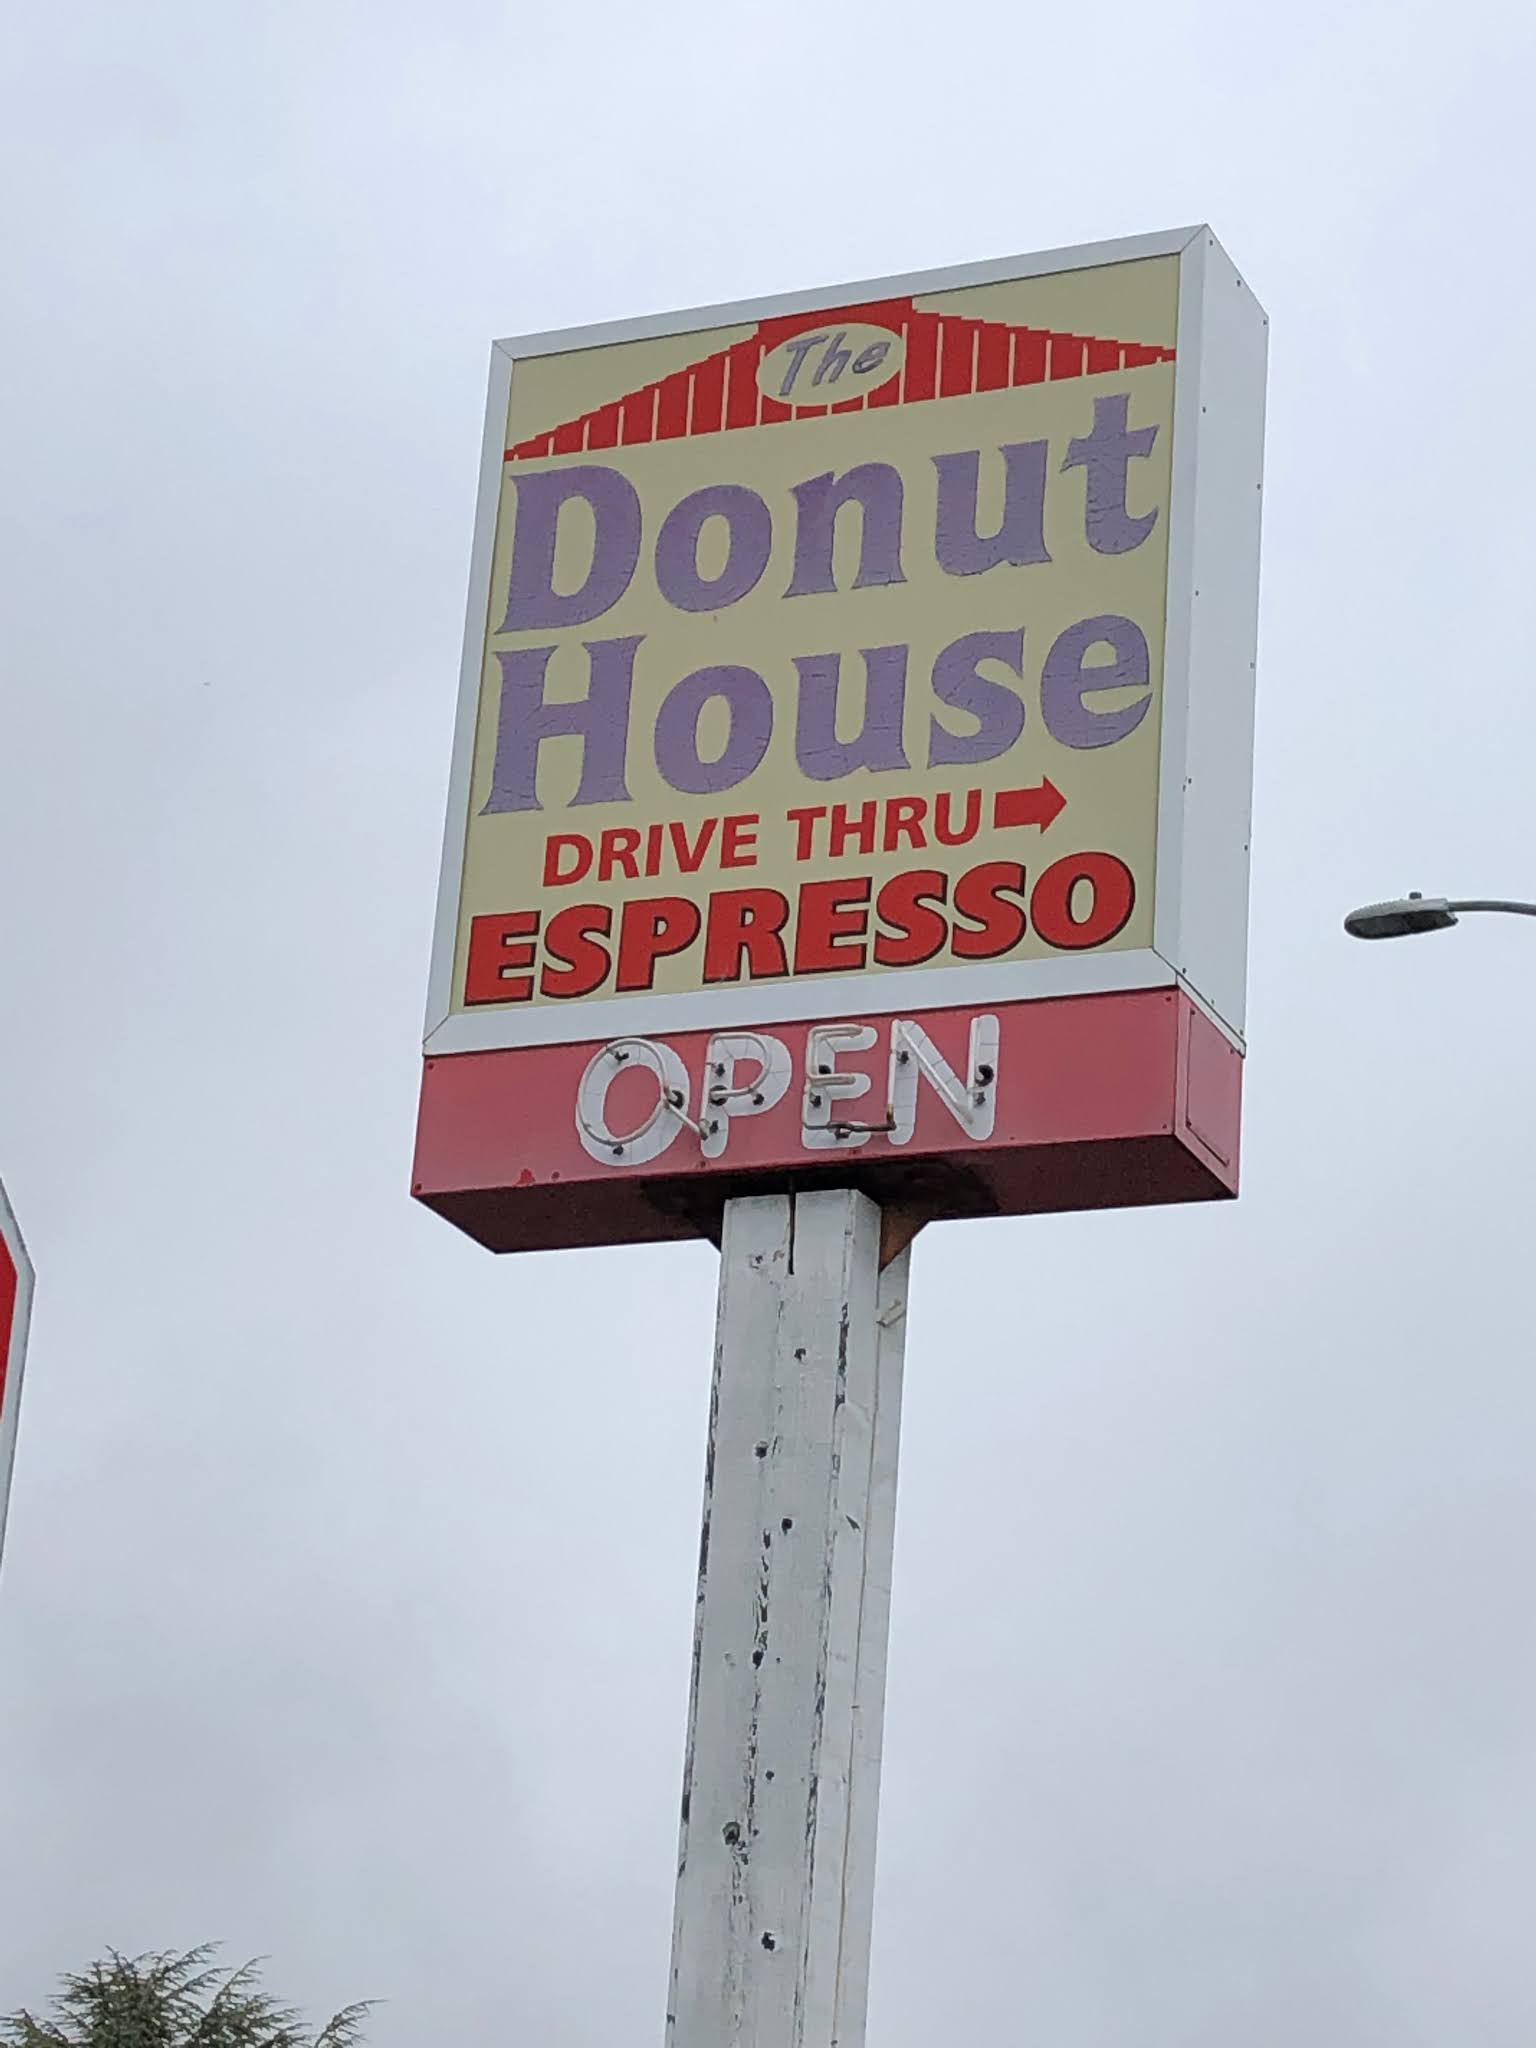 The
Donut
House
DRIVE THRU
ESPRESSO
OPEN